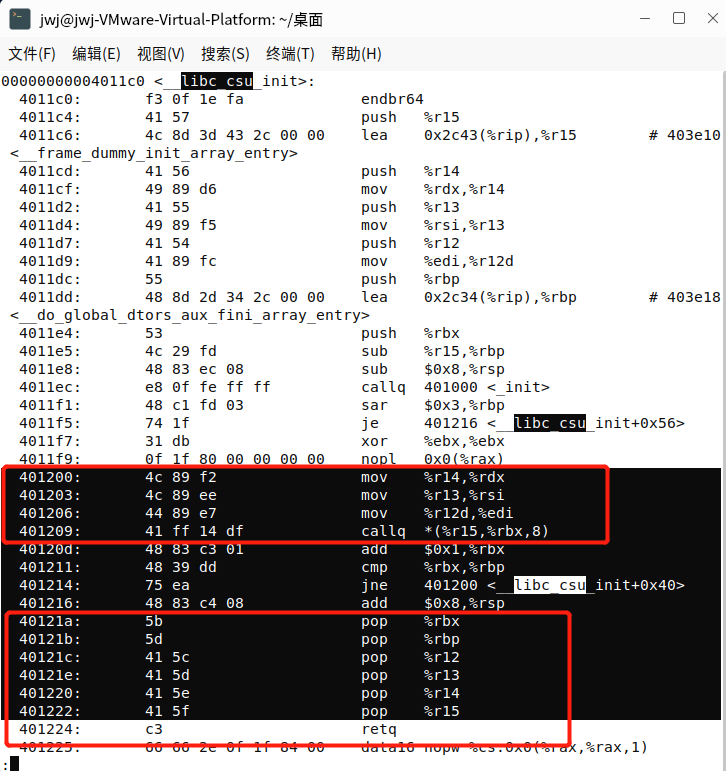 jwj@jwj-VMware-Virtual-Platform: ~/桌面
文件(F) 编辑(E) 视图(V) 搜索(S) 终端(T) 帮助(H)
00000000004011c0 <__libc_csu_init>:
4011c0: f3 0f 1e fa endbr64
4011c4: 41 57 push %r15
4011c6: 4c 8d 3d 43 2c 00 00 lea 0x2c43(%rip),%r15 # 403e10
<__frame_dummy_init_array_entry>
4011cd: 41 56 push %r14
4011cf: 49 89 d6 mov %rdx,%r14
4011d2: 41 55 push %r13
4011d4: 49 89 f5 mov %rsi,%r13
4011d7: 41 54 push %r12
4011d9: 41 89 fc mov %edi,%r12d
4011dc: 55 push %rbp
4011dd: 48 8d 2d 34 2c 00 00 lea 0x2c34(%rip),%rbp # 403e18
<__do_global_dtors_aux_fini_array_entry>
4011e4: 53 push %rbx
4011e5: 4c 29 fd sub %r15,%rbp
4011e8: 48 83 ec 08 sub $0x8,%rsp
4011ec: e8 0f fe ff ff callq 401000 <_init>
4011f1: 48 c1 fd 03 sar $0x3,%rbp
4011f5: 74 1f je 401216 <__libc_csu_init+0x56>
4011f7: 31 db xor %ebx,%ebx
4011f9: 0f 1f 80 00 00 00 00 nopl 0x0(%rax)
401200: 4c 89 f2 mov %r14,%rdx
401203: 4c 89 ee mov %r13,%rsi
401206: 44 89 e7 mov %r12d,%edi
401209: 41 ff 14 df callq *(%r15,%rbx,8)
40120d: 48 83 c3 01 add $0x1,%rbx
401211: 48 39 dd cmp %rbx,%rbp
401214: 75 ea jne 401200 <__libc_csu_init+0x40>
401216: 48 83 c4 08 add $0x8,%rsp
40121a: 5b pop %rbx
40121b: 5d pop %rbp
40121c: 41 5c pop %r12
40121e: 41 5d pop %r13
401220: 41 5e pop %r14
401222: 41 5f pop %r15
401224: c3 retq
401225: 66 66 2e 0f 1f 84 00 data16 nopw %cs:0x0(%rax,%rax,1)
: